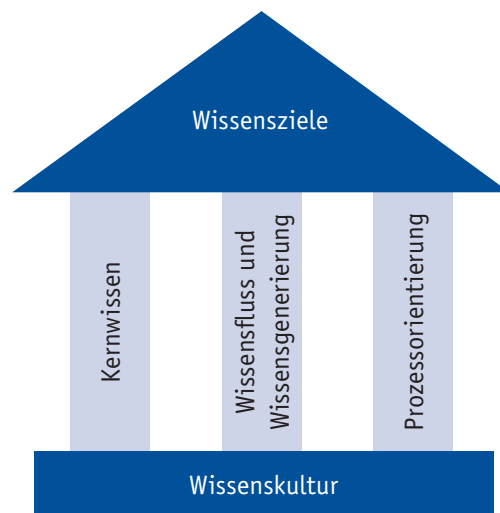 Wissensziele
Kernwissen
Wissensfluss und
Wissensgenerierung
Prozessorientierung
Wissenskultur